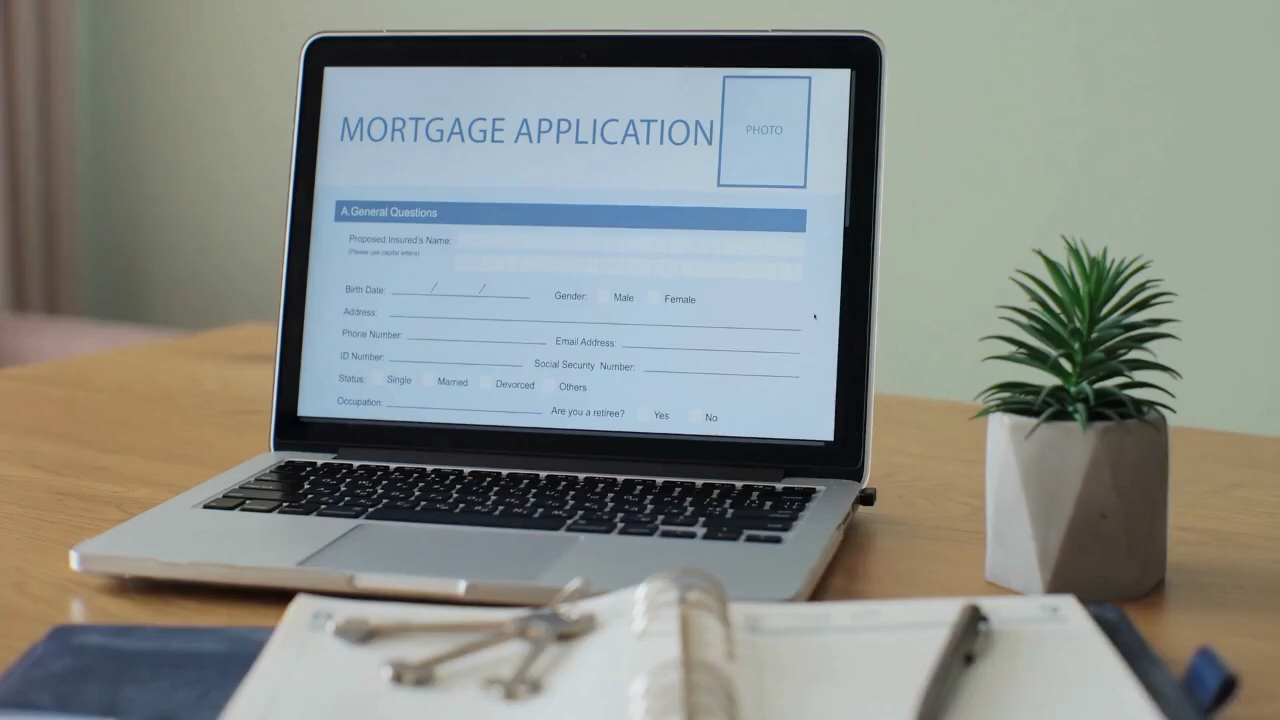 MORTGAGE APPLICATION
PHOTO
A.General Questions
Proposed Insured's Name:
(Please use capital letters)
Birth Date: / / Gender: Male Female
Address:
Phone Number: Email Address:
ID Number: Social Security Number:
Status: Single Married Devorced Others
Occupation: Are you a retiree? Yes No